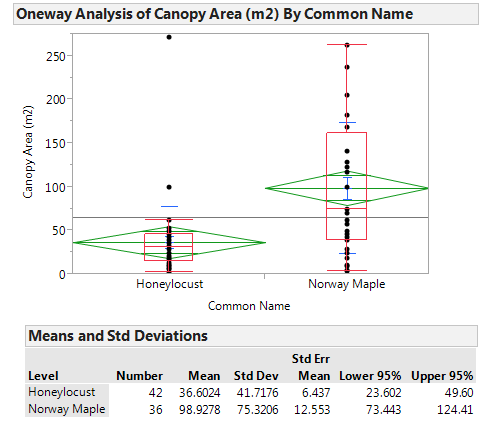 Oneway Analysis of Canopy Area (m2) By Common Name
Canopy Area (m2)
250
200
150
100
50
0
Honeylocust Norway Maple
Common Name
Means and Std Deviations
Std Err
Level Number Mean Std Dev Mean Lower 95% Upper 95%
Honeylocust 42 36.6024 41.7176 6.437 23.602 49.60
Norway Maple 36 98.9278 75.3206 12.553 73.443 124.41